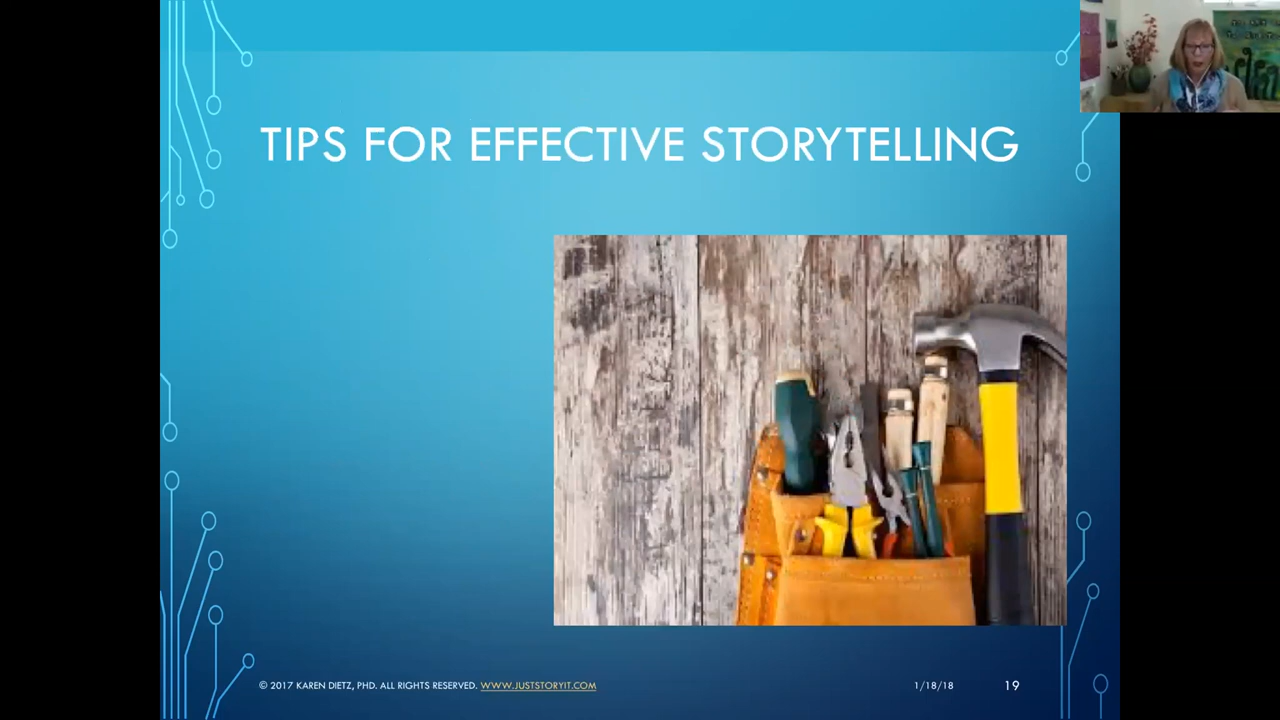 TIPS FOR EFFECTIVE STORYTELLING
© 2017 KAREN DIETZ, PHD. ALL RIGHTS RESERVED. WWW.JUSTSTORYIT.COM
1/18/18
19